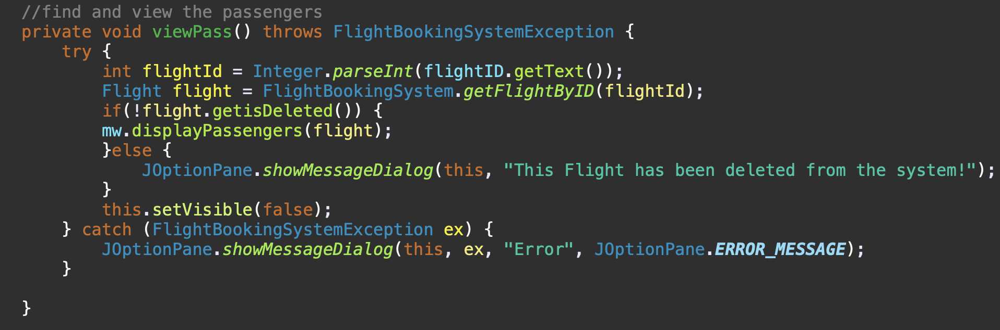 //find and view the passengers
private void viewPass() throws FlightBookingSystemException {
    try {
        int flightId = Integer.parseInt(flightID.getText());
        Flight flight = FlightBookingSystem.getFlightByID(flightId);
        if(!flight.getisDeleted()) {
        mw.displayPassengers(flight);
        }else {
            JOptionPane.showMessageDialog(this, "This Flight has been deleted from the system!");
        }
        this.setVisible(false);
    } catch (FlightBookingSystemException ex) {
        JOptionPane.showMessageDialog(this, ex, "Error", JOptionPane.ERROR_MESSAGE);
    }

}